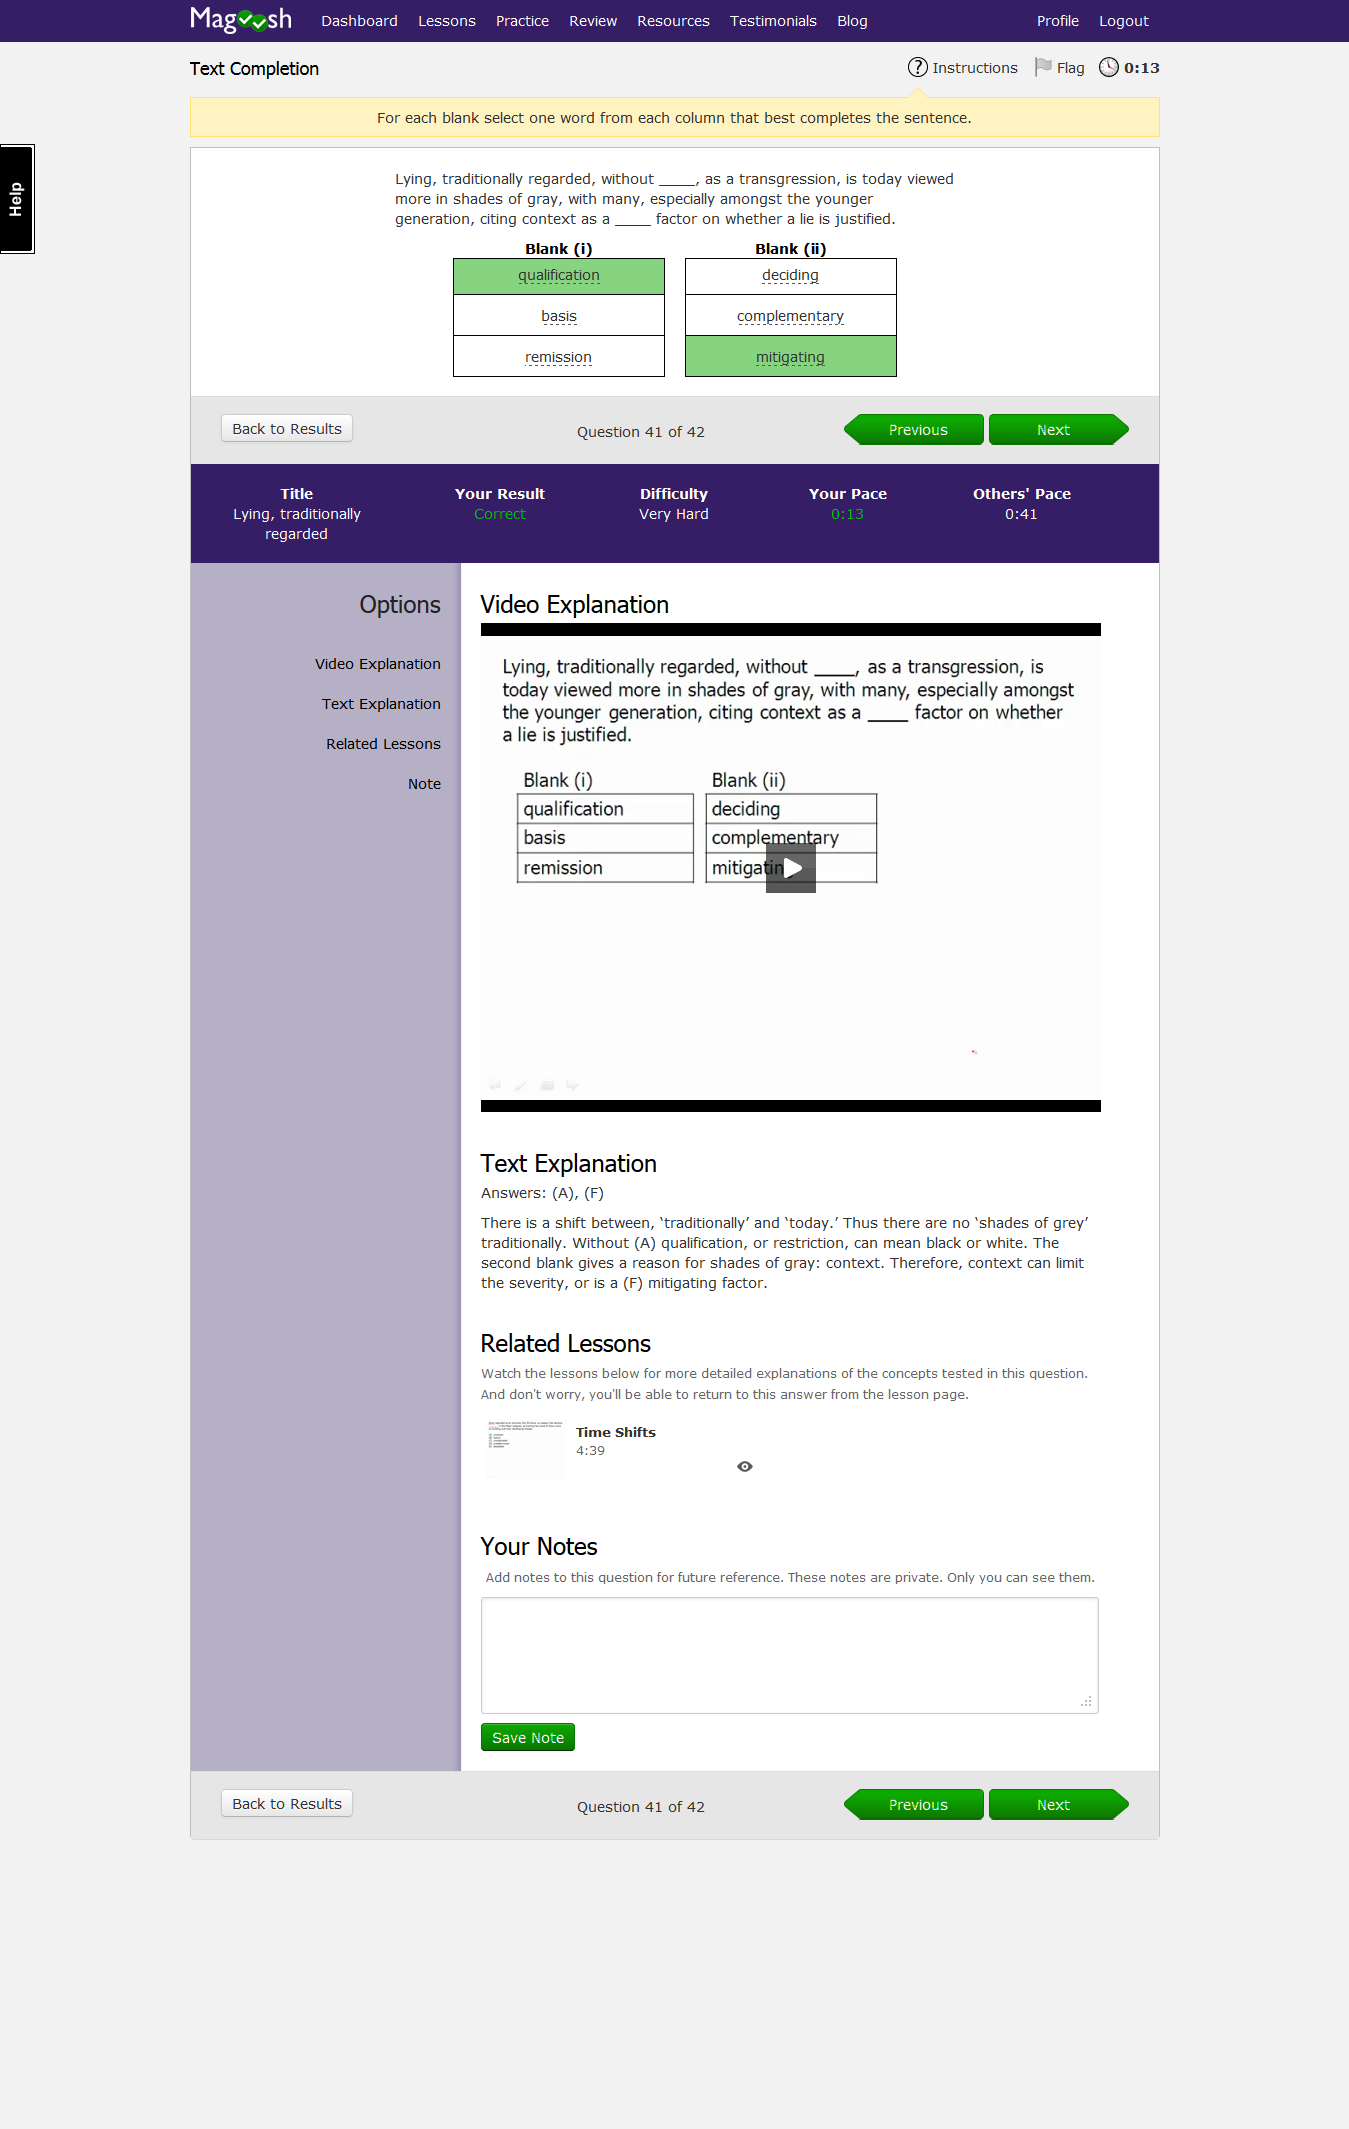 Magoosh Dashboard Lessons Practice Review Resources Testimonials Blog Profile Logout
Text Completion
Instructions Flag 0:13
For each blank select one word from each column that best completes the sentence.
Help
Lying, traditionally regarded, without ____, as a transgression, is today viewed
more in shades of gray, with many, especially amongst the younger
generation, citing context as a ____ factor on whether a lie is justified.
Blank (i) Blank (ii)
qualification deciding
basis complementary
remission mitigating
Back to Results Question 41 of 42 Previous Next
Title Your Result Difficulty Your Pace Others' Pace
Lying, traditionally Correct Very Hard 0:13 0:41
regarded
Options
Video Explanation
Text Explanation
Related Lessons
Note
Video Explanation
Lying, traditionally regarded, without ____, as a transgression, is
today viewed more in shades of gray, with many, especially amongst
the younger generation, citing context as a ____ factor on whether
a lie is justified.
Blank (i) Blank (ii)
qualification deciding
basis complementary
remission mitigating
Text Explanation
Answers: (A), (F)
There is a shift between, ‘traditionally’ and ‘today.’ Thus there are no ‘shades of grey’
traditionally. Without (A) qualification, or restriction, can mean black or white. The
second blank gives a reason for shades of gray: context. Therefore, context can limit
the severity, or is a (F) mitigating factor.
Related Lessons
Watch the lessons below for more detailed explanations of the concepts tested in this question.
And don't worry, you'll be able to return to this answer from the lesson page.
Time Shifts
4:39
Your Notes
Add notes to this question for future reference. These notes are private. Only you can see them.
Save Note
Back to Results Question 41 of 42 Previous Next